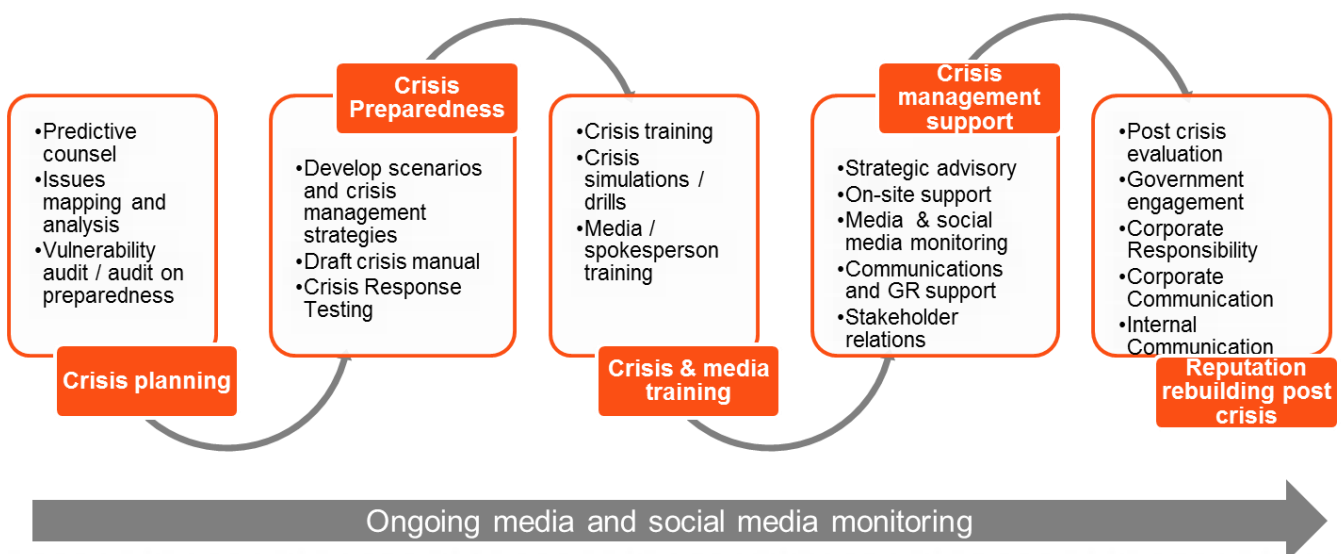 •Predictive
counsel
•Issues
mapping and
analysis
•Vulnerability
audit / audit on
preparedness
Crisis planning
Crisis
Preparedness
•Develop scenarios
and crisis
management
strategies
•Draft crisis manual
•Crisis Response
Testing
•Crisis training
•Crisis
simulations /
drills
•Media /
spokesperson
training
Crisis & media
training
Crisis
management
support
•Strategic advisory
•On-site support
•Media & social
media monitoring
•Communications
and GR support
•Stakeholder
relations
•Post crisis
evaluation
•Government
engagement
•Corporate
Responsibility
•Corporate
Communication
•Internal
Communication
Reputation
rebuilding post
crisis
Ongoing media and social media monitoring